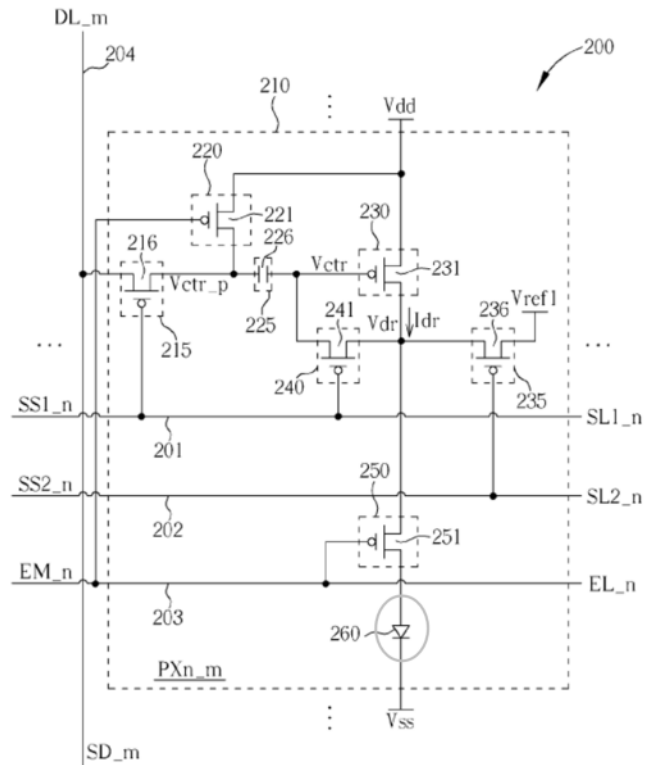 DL_m
204
200
210
Vdd
220
221
230
216
226
Vctr_p
Vctr
231
225
Vref1
Vdr
Idr
241
236
215
240
235
SS1_n
SL1_n
201
SS2_n
SL2_n
202
250
251
EM_n
EL_n
203
260
PXn_m
Vss
SD_m